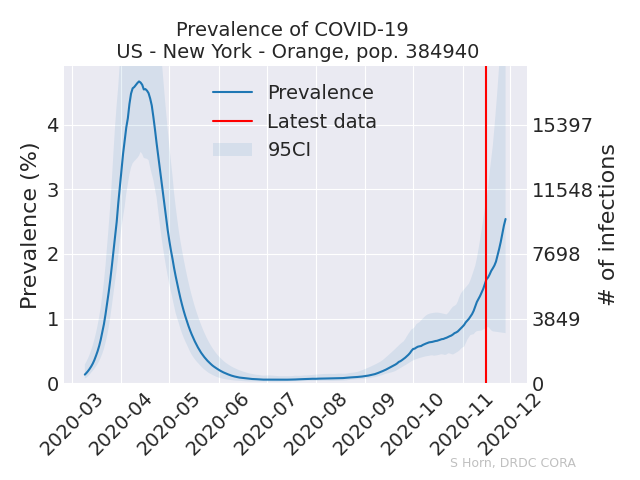 Prevalence of COVID-19
US - New York - Orange, pop. 384940
Prevalence
Latest data
95CI
Prevalence (%)
4
3
2
1
0
15397
11548
7698
3849
0
# of infections
2020-03
2020-04
2020-05
2020-06
2020-07
2020-08
2020-09
2020-10
2020-11
2020-12
S Horn, DRDC CORA